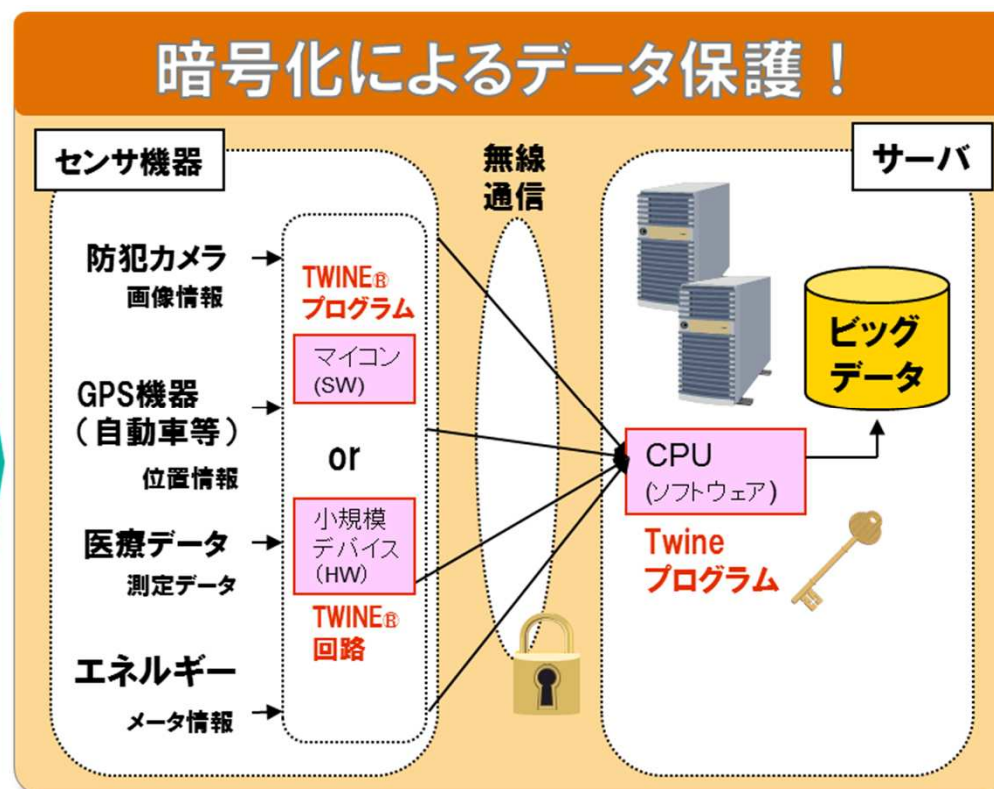 暗号化によるデータ保護！
センサ機器
防犯カメラ
画像情報
GPS機器
（自動車等）
位置情報
医療データ
測定データ
エネルギー
メータ情報
TWINE®
プログラム
マイコン
(SW)
or
小規模
デバイス
(HW)
TWINE®
回路
無線
通信
サーバ
ビッグ
データ
CPU
(ソフトウェア)
Twine
プログラム